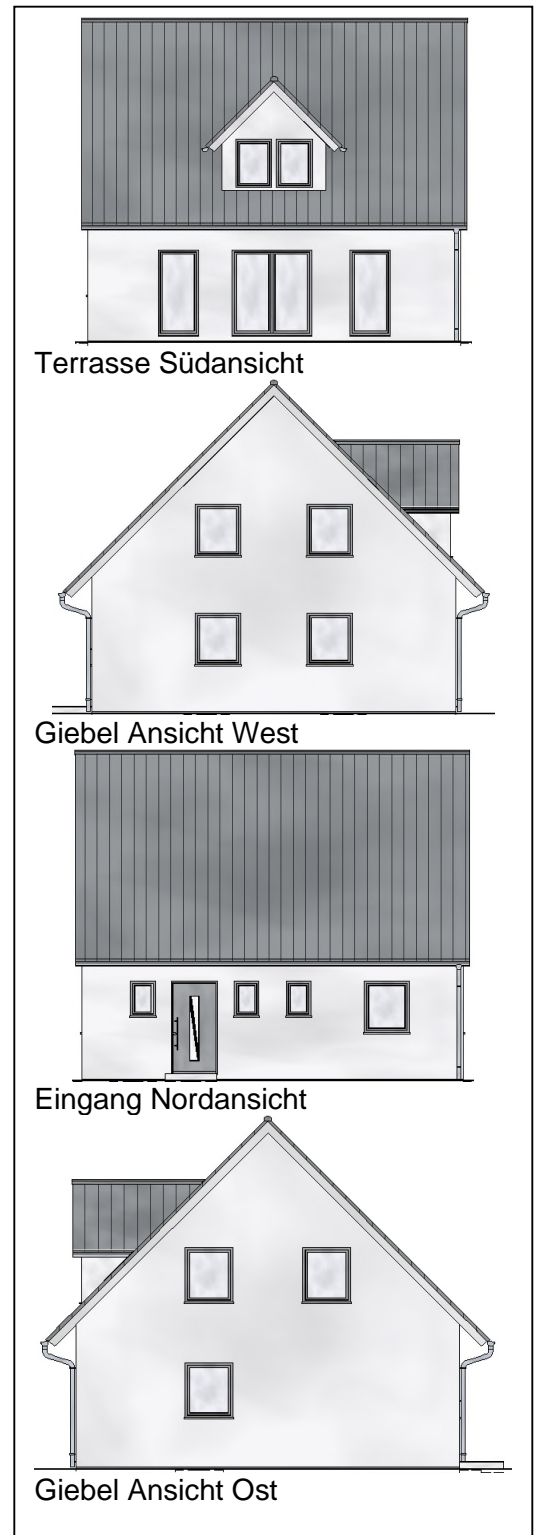 Terrasse Südansicht
Giebel Ansicht West
Eingang Nordansicht
Giebel Ansicht Ost